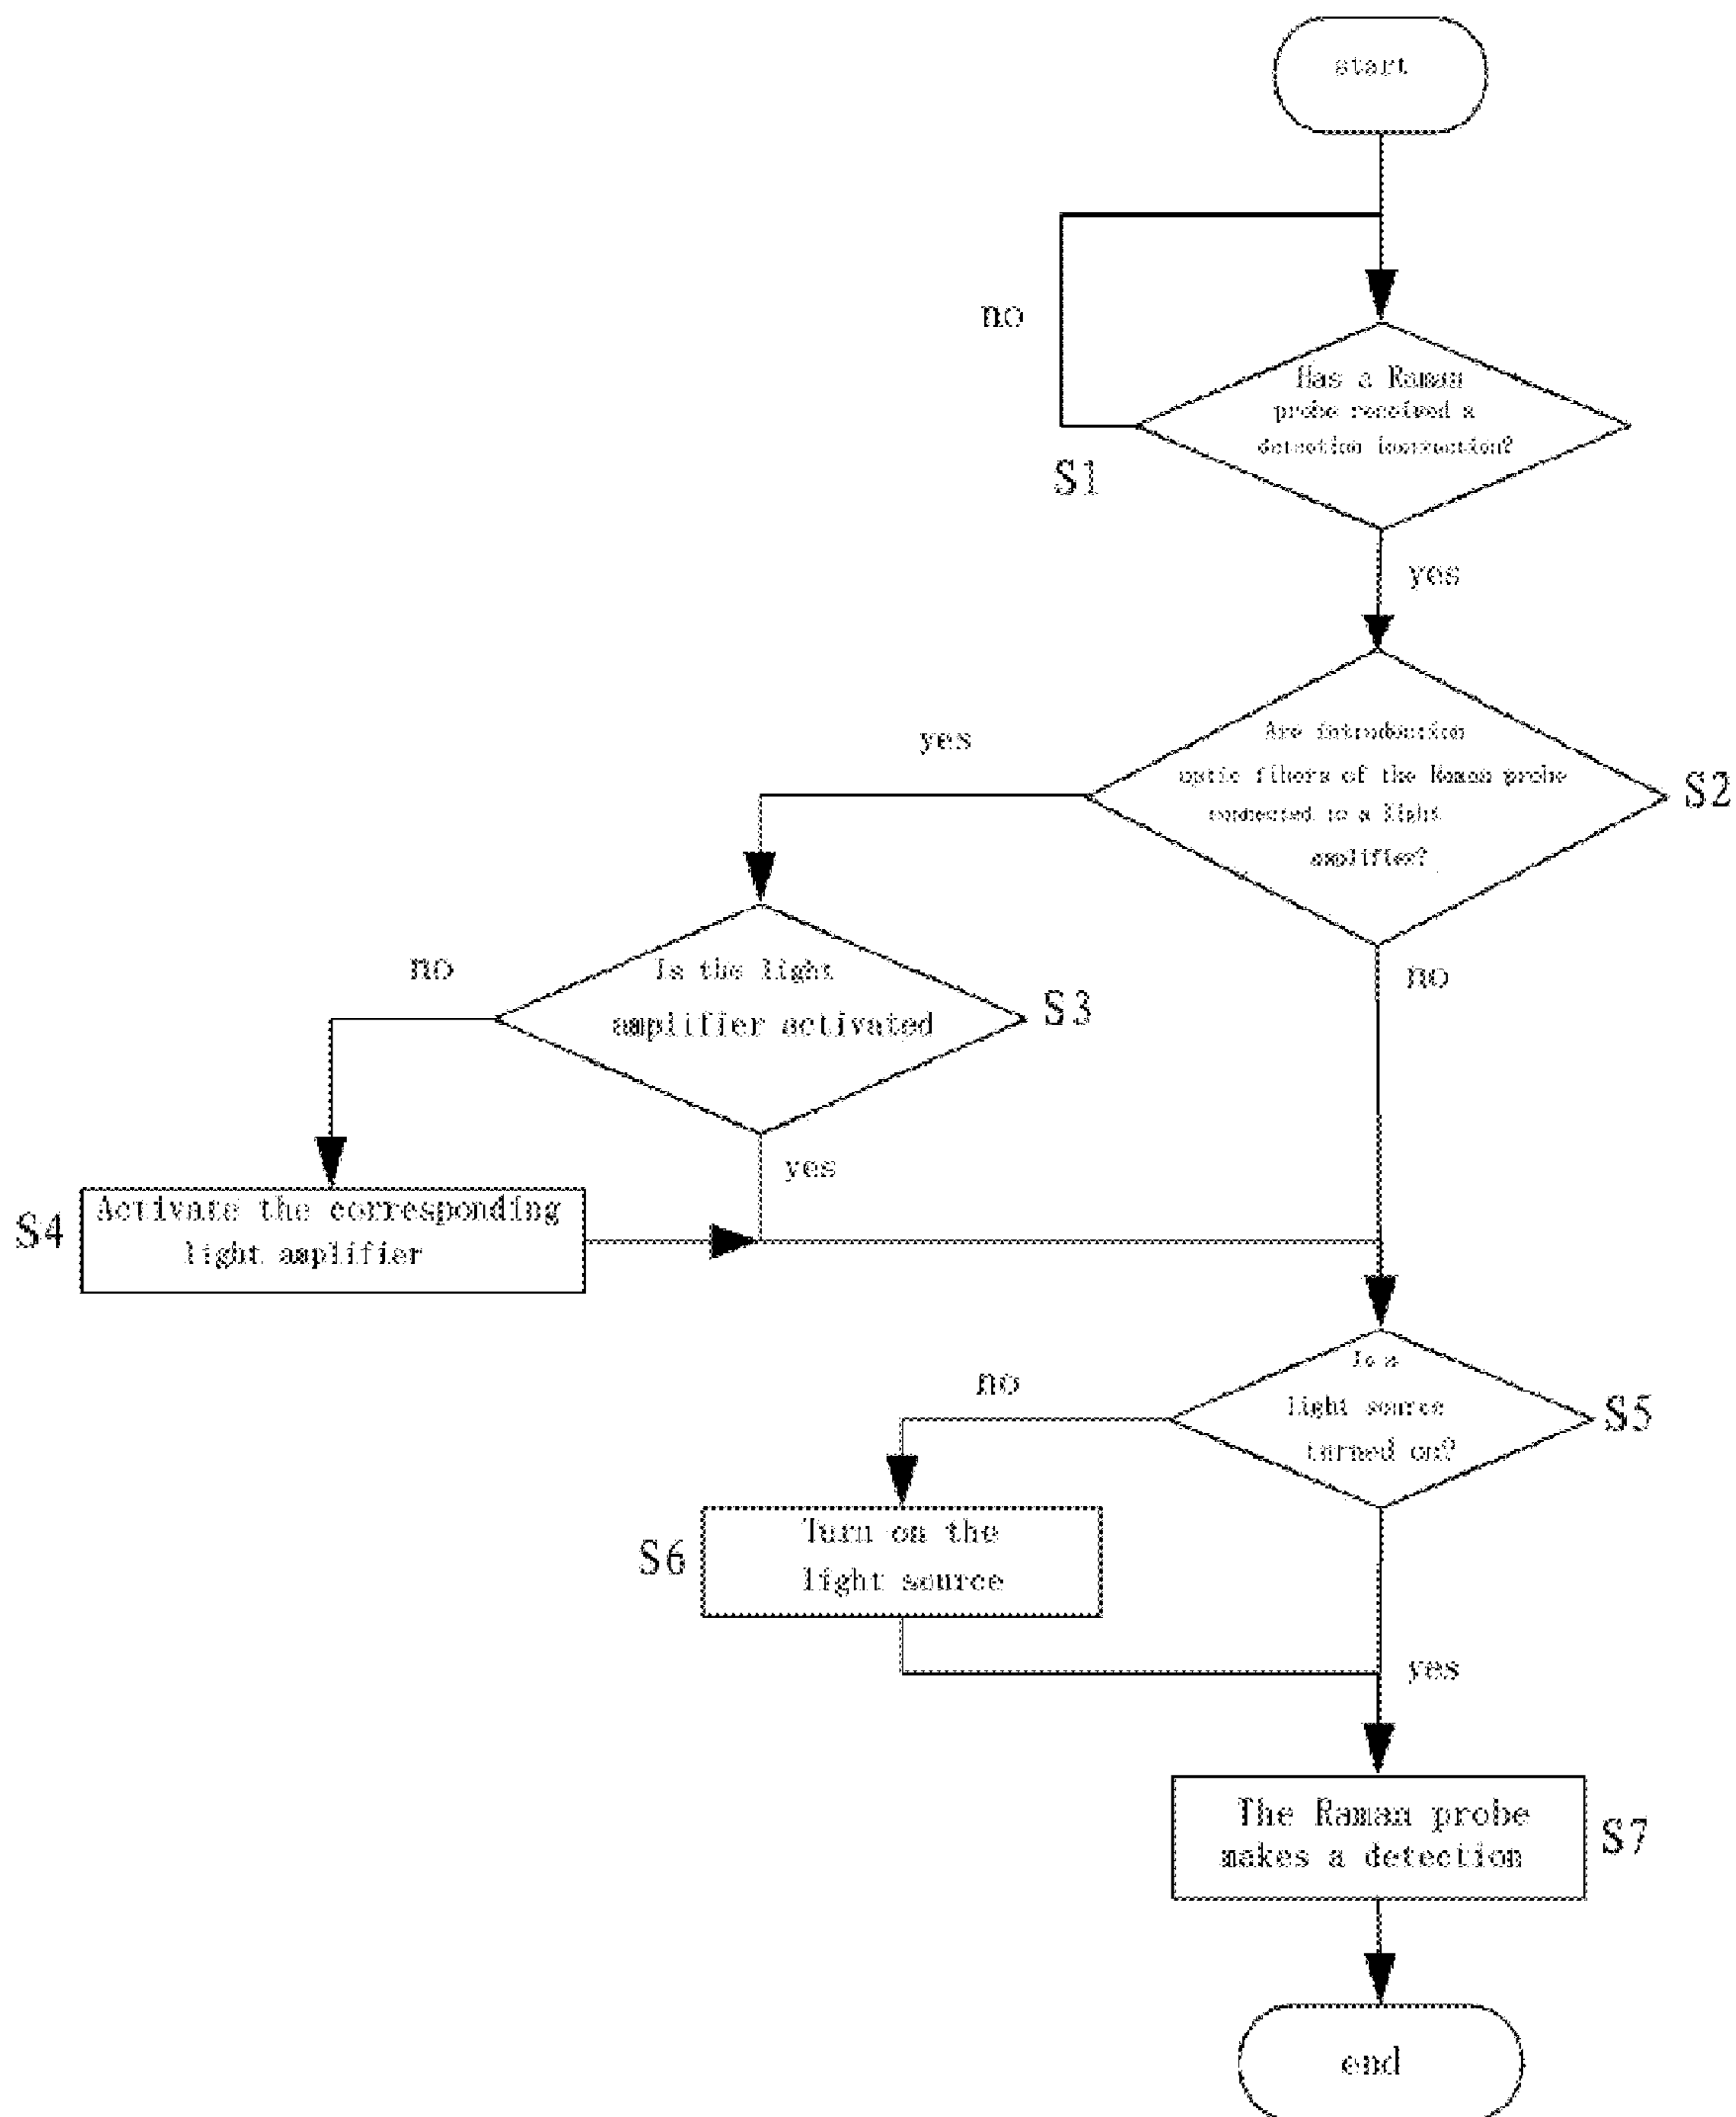 start
no
Has a Raman
probe received a
detection insrruction?
S1
yes
Are introduction
optic fibers of the Raman probe
connected to a light
amplifier?
S2
yes
no
Is the light
amplifier activated
S3
no
yes
Activate the corresponding
light amplifier
S4
Is a
light source
turned on?
S5
no
Turn on the
light source
S6
yes
The Raman probe
makes a detection
S7
end